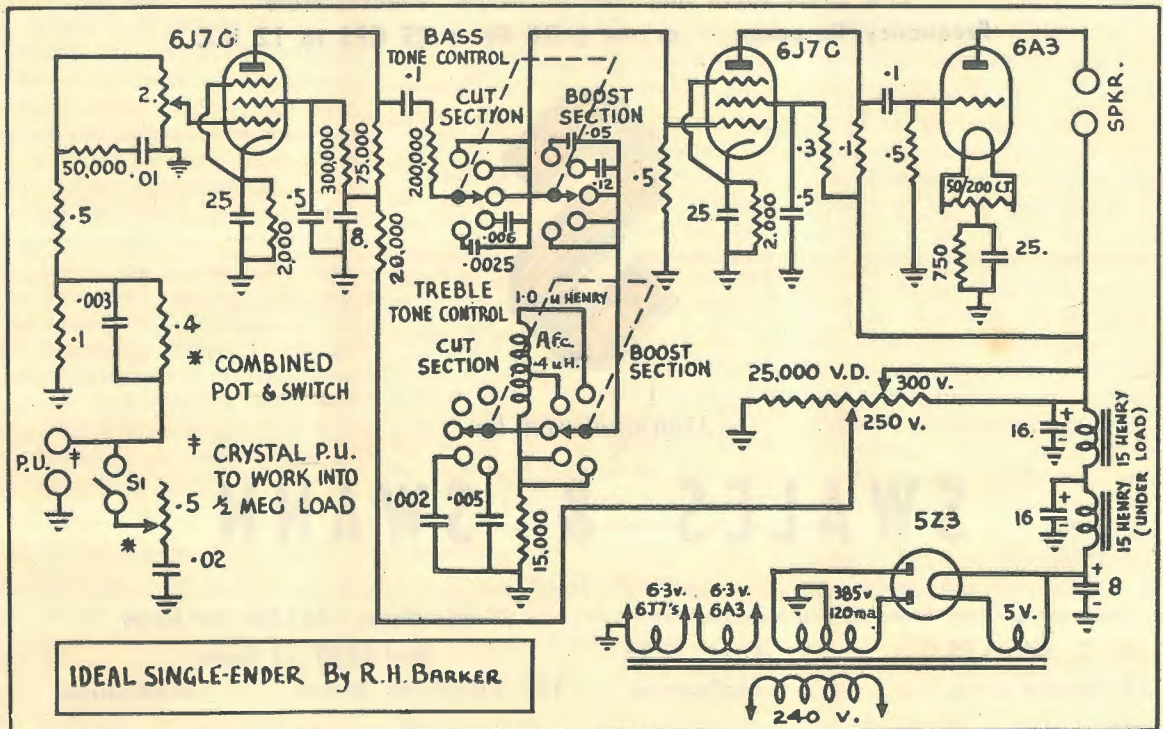 6J7G
BASS
TONE CONTROL
CUT
SECTION
BOOST
SECTION
6J7G
6A3
SPKR.
2.
50,000
.01
.5
.1
.003
.4
25
2,000
.5
300,000
8.
75,000
20,000
.1
200,000
.05
.12
.006
.0025
.5
25
2.000
.5
.3
.1
.1
.5
50/200 C.T.
750
25.
TREBLE
TONE CONTROL
1.0 u HENRY
CUT
SECTION
A.f.c.
.4 uH.
BOOST
SECTION
.002
.005
15,000
*
COMBINED
POT & SWITCH
‡
CRYSTAL P.U.
TO WORK INTO
½ MEG LOAD
P.U.
‡
S1
.5
*
.02
25,000 V.D.
300 V.
250 V.
16.
+
15 HENRY
16
+
15 HENRY
(UNDER LOAD)
+
8
-
5Z3
6.3v.
6J7's
6.3v.
6A3
385v
120ma.
5 V.
240 V.
IDEAL SINGLE-ENDER By R.H. BARKER